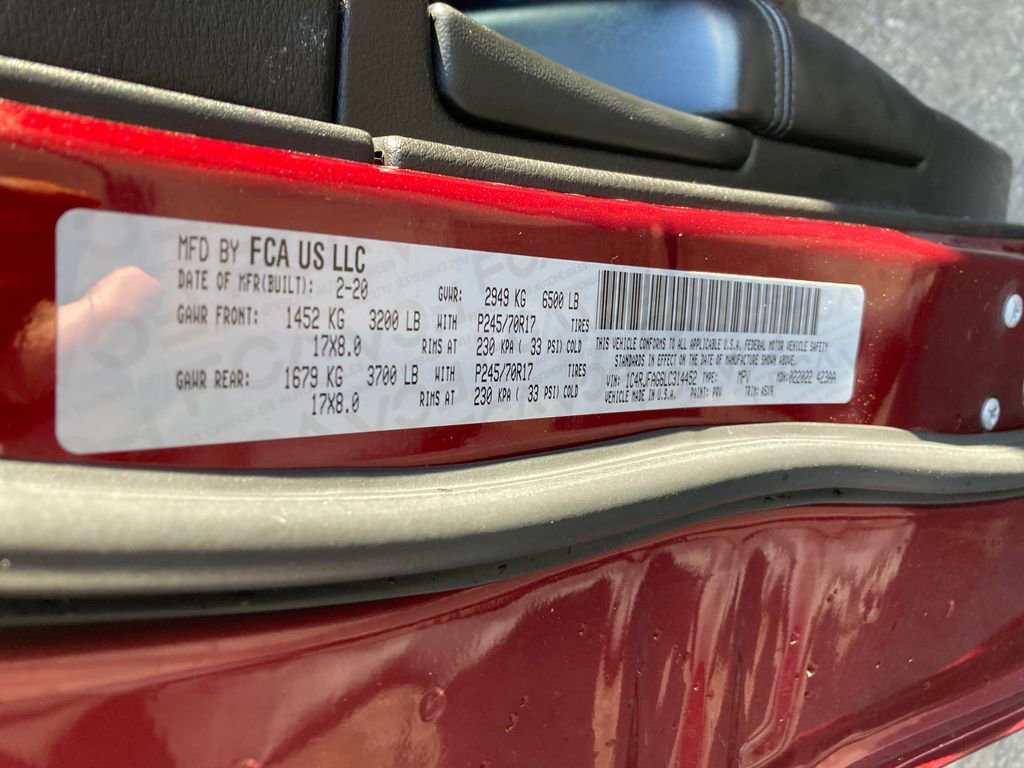 MFD BY FCA US LLC
DATE OF MFR(BUILT): 2-20 GVWR: 2949 KG 6500 LB
GAWR FRONT: 1452 KG 3200 LB WITH P245/70R17 TIRES
17X8.0 RIMS AT 230 KPA ( 33 PSI) COLD
GAWR REAR: 1679 KG 3700 LB WITH P245/70R17 TIRES
17X8.0 RIMS AT 230 KPA ( 33 PSI) COLD
THIS VEHICLE CONFORMS TO ALL APPLICABLE U.S.A. FEDERAL MOTOR VEHICLE SAFETY
STANDARDS IN EFFECT ON THE DATE OF MANUFACTURE SHOWN ABOVE.
VIN: 1C4RJFAG8LC314452 TYPE: MPV MDH:022022 423AA
VEHICLE MADE IN U.S.A. PAINT: PRV TRIM: